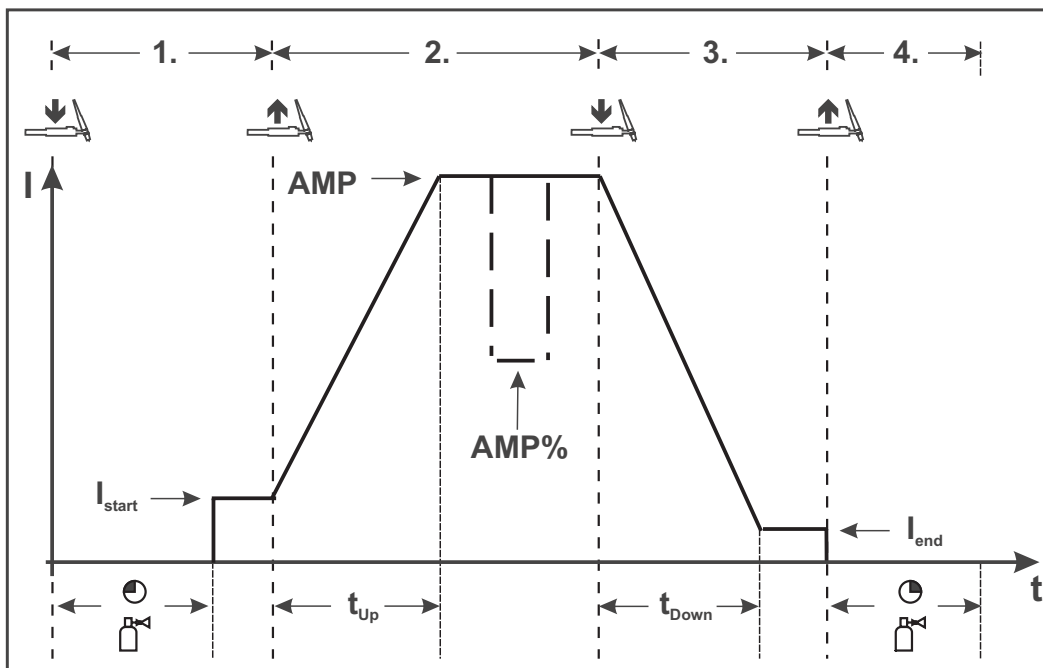 1.
2.
3.
4.
I
AMP
AMP%
Istart
Iend
t
tUp
tDown